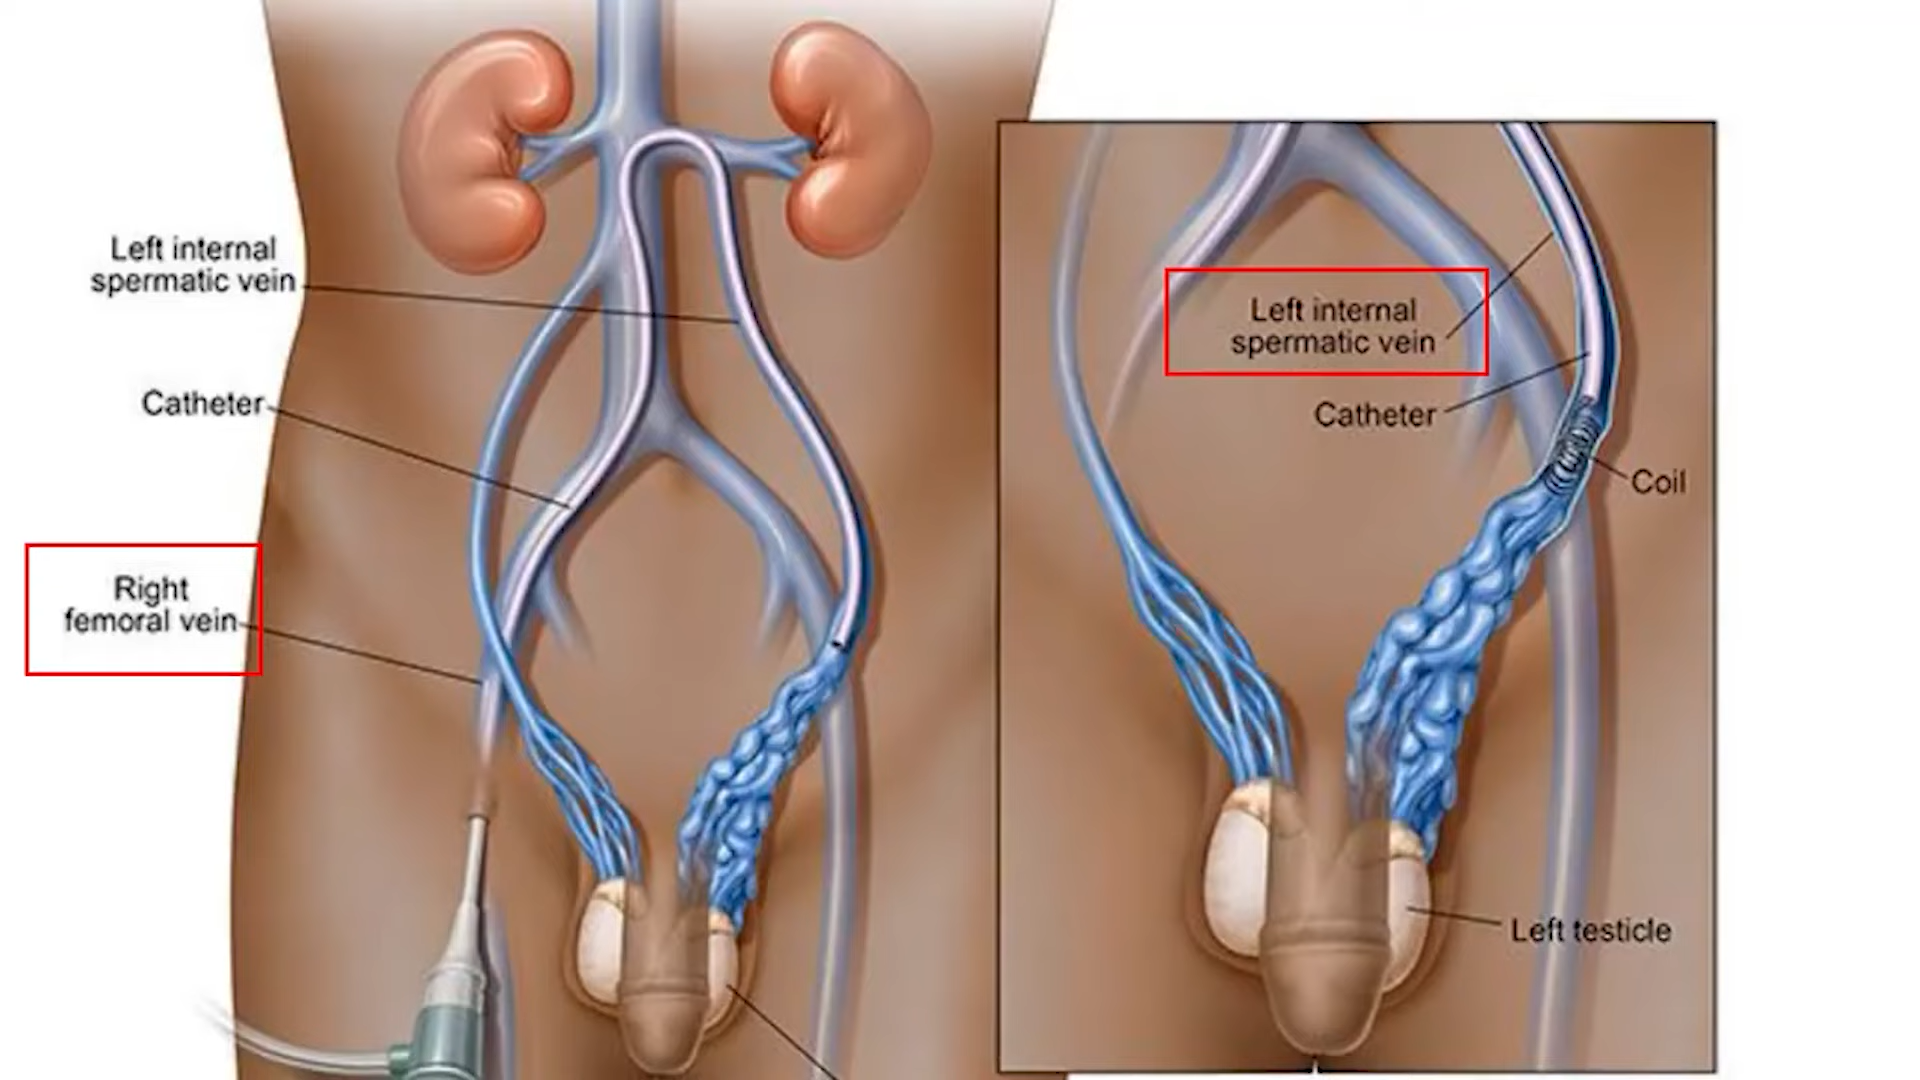 Left internal
spermatic vein
Catheter
Right
femoral vein
Left internal
spermatic vein
Catheter
Coil
Left testicle